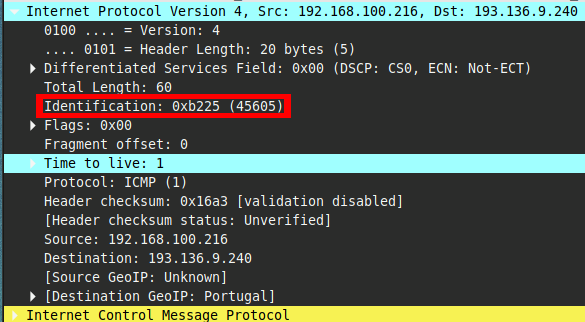 Internet Protocol Version 4, Src: 192.168.100.216, Dst: 193.136.9.240
0100 .... = Version: 4
.... 0101 = Header Length: 20 bytes (5)
Differentiated Services Field: 0x00 (DSCP: CS0, ECN: Not-ECT)
Total Length: 60
Identification: 0xb225 (45605)
Flags: 0x00
Fragment offset: 0
Time to live: 1
Protocol: ICMP (1)
Header checksum: 0x16a3 [validation disabled]
[Header checksum status: Unverified]
Source: 192.168.100.216
Destination: 193.136.9.240
[Source GeoIP: Unknown]
[Destination GeoIP: Portugal]
Internet Control Message Protocol